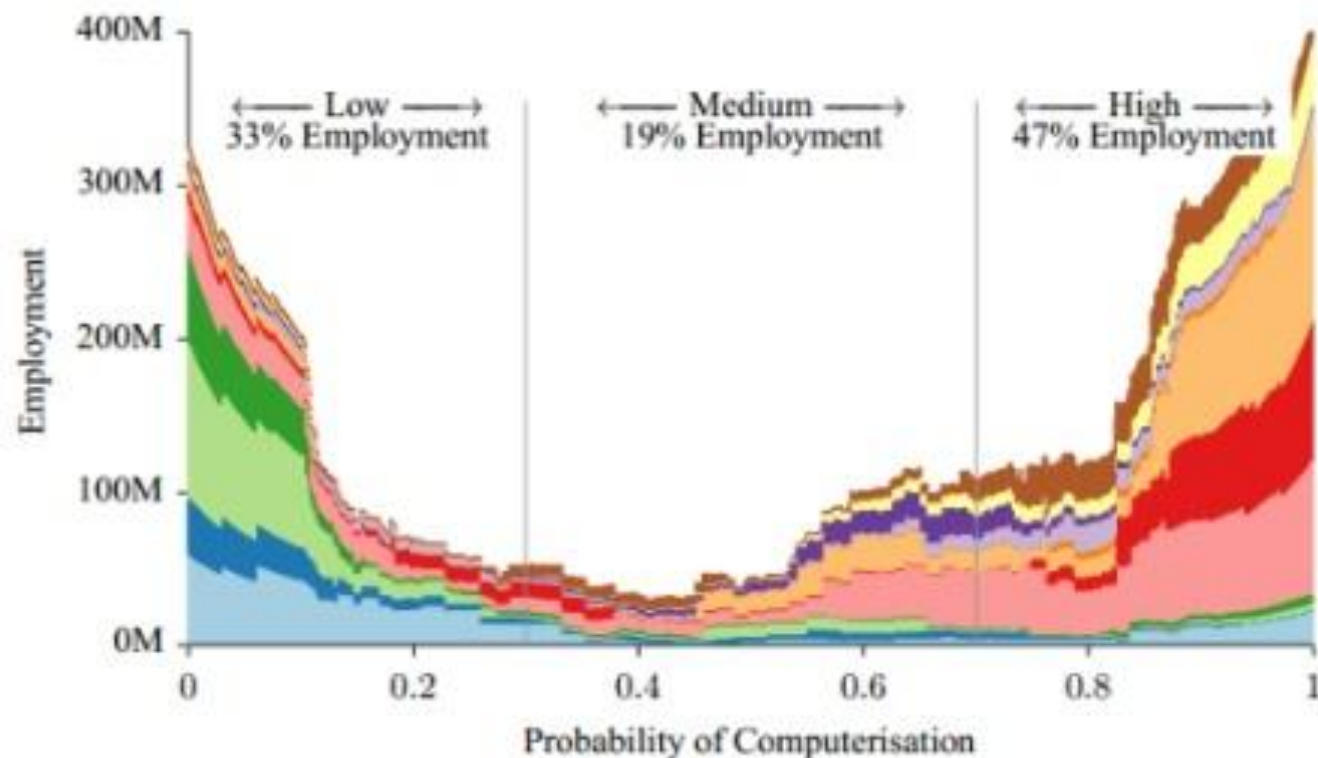 400M
← Low →
33% Employment
← Medium →
19% Employment
← High →
47% Employment
300M
200M
100M
0M
Employment
0
0.2
0.4
0.6
0.8
1
Probability of Computerisation